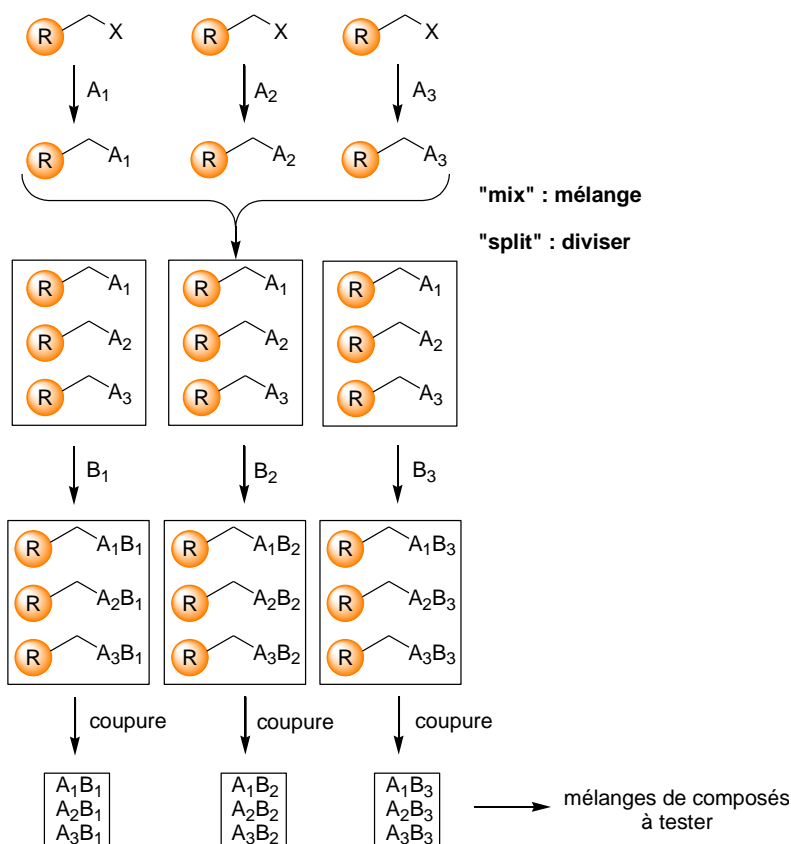 R X R X R X
A₁ A₂ A₃
R A₁ R A₂ R A₃
"mix" : mélange
"split" : diviser
R A₁ R A₁ R A₁
R A₂ R A₂ R A₂
R A₃ R A₃ R A₃
B₁ B₂ B₃
R A₁B₁ R A₁B₂ R A₁B₃
R A₂B₁ R A₂B₂ R A₂B₃
R A₃B₁ R A₃B₂ R A₃B₃
coupure coupure coupure
A₁B₁ A₁B₂ A₁B₃
A₂B₁ A₂B₂ A₂B₃
A₃B₁ A₃B₂ A₃B₃
mélanges de composés
à tester